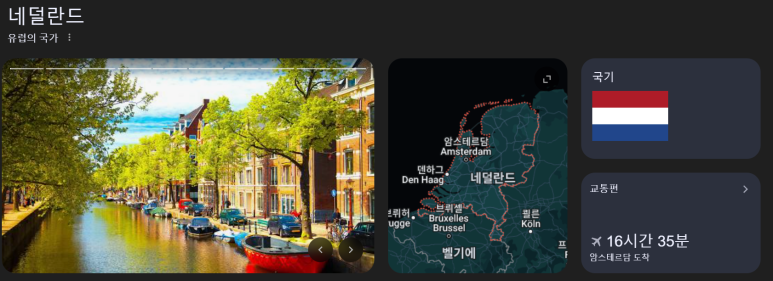 네덜란드
유럽의 국가
국기
암스테르담
Amsterdam
덴하그
Den Haag
네덜란드
브뤼셀
Bruxelles
Brussel
쾰른
Köln
벨기에
교통편
16시간 35분
암스테르담 도착